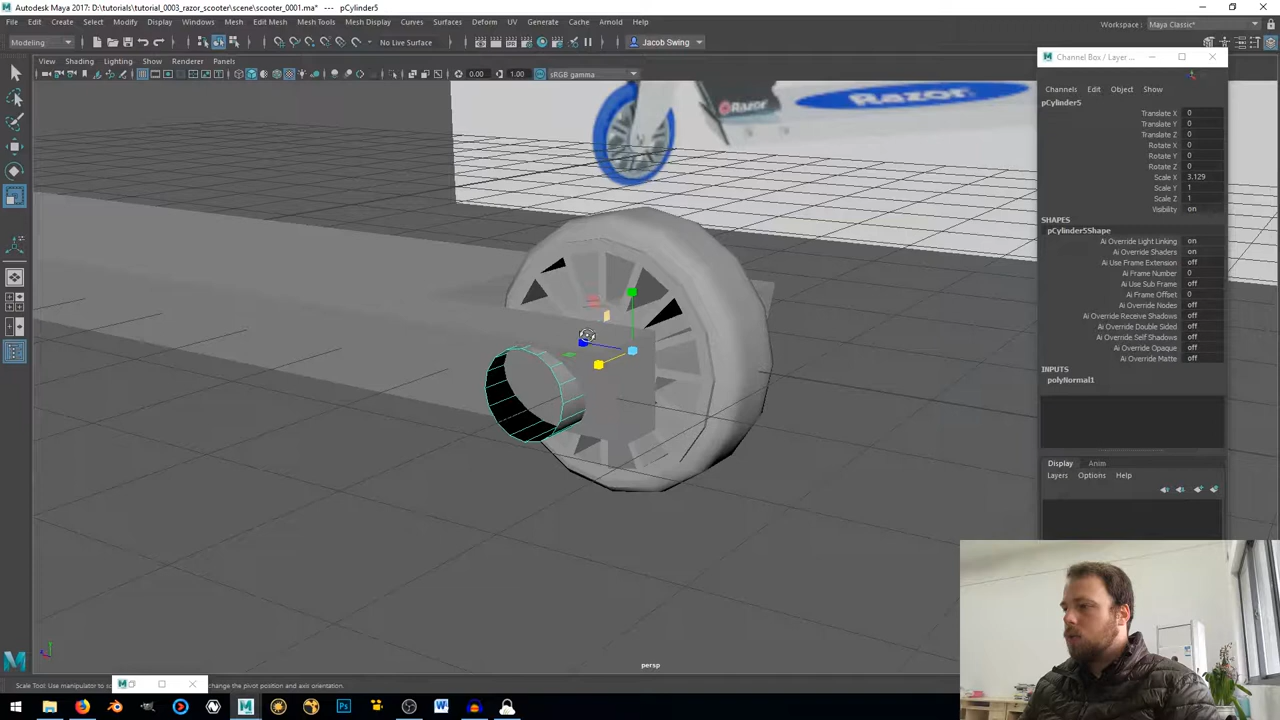 Autodesk Maya 2017: D:\tutorials\tutorial_0003_razor_scooter\scene\scooter_0001.ma* --- pCylinder5
File Edit Create Select Modify Display Windows Mesh Edit Mesh Mesh Tools Mesh Display Curves Surfaces Deform UV Generate Cache Arnold Help
Workspace: Maya Classic*
Modeling
No Live Surface
Jacob Swing
View Shading Lighting Show Renderer Panels
0.00
1.00
sRGB gamma
Channel Box / Layer ...
Channels Edit Object Show
pCylinder5
Translate X 0
Translate Y 0
Translate Z 0
Rotate X 0
Rotate Y 0
Rotate Z 0
Scale X 3.129
Scale Y 1
Scale Z 1
Visibility on
SHAPES
pCylinder5Shape
Ai Override Light Linking on
Ai Override Shaders on
Ai Use Frame Extension off
Ai Frame Number 0
Ai Use Sub Frame off
Ai Frame Offset 0
Ai Override Nodes off
Ai Override Receive Shadows off
Ai Override Double Sided off
Ai Override Self Shadows off
Ai Override Opaque off
Ai Override Matte off
INPUTS
polyNormal1
Display Anim
Layers Options Help
Razor
RAZOR
persp
Scale Tool: Use manipulator to
change the pivot position and axis orientation.